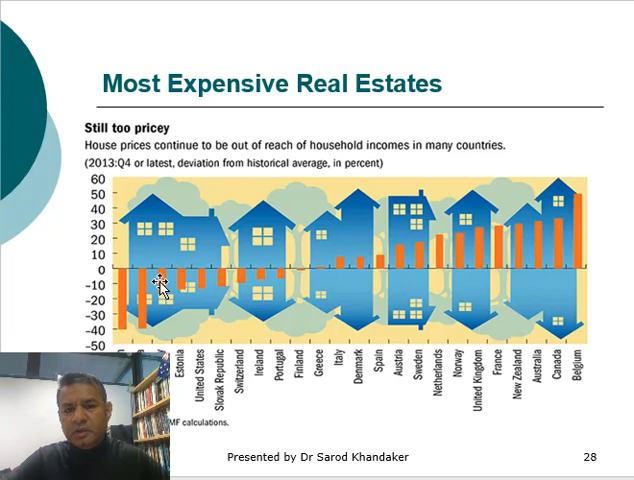 Most Expensive Real Estates
Still too pricey
House prices continue to be out of reach of household incomes in many countries.
(2013:Q4 or latest, deviation from historical average, in percent)
60
50
40
30
20
10
0
-10
-20
-30
-40
-50
Estonia
United States
Slovak Republic
Switzerland
Ireland
Portugal
Finland
Greece
Italy
Denmark
Spain
Austria
Sweden
Netherlands
Norway
United Kingdom
France
New Zealand
Australia
Canada
Belgium
MF calculations.
Presented by Dr Sarod Khandaker
28